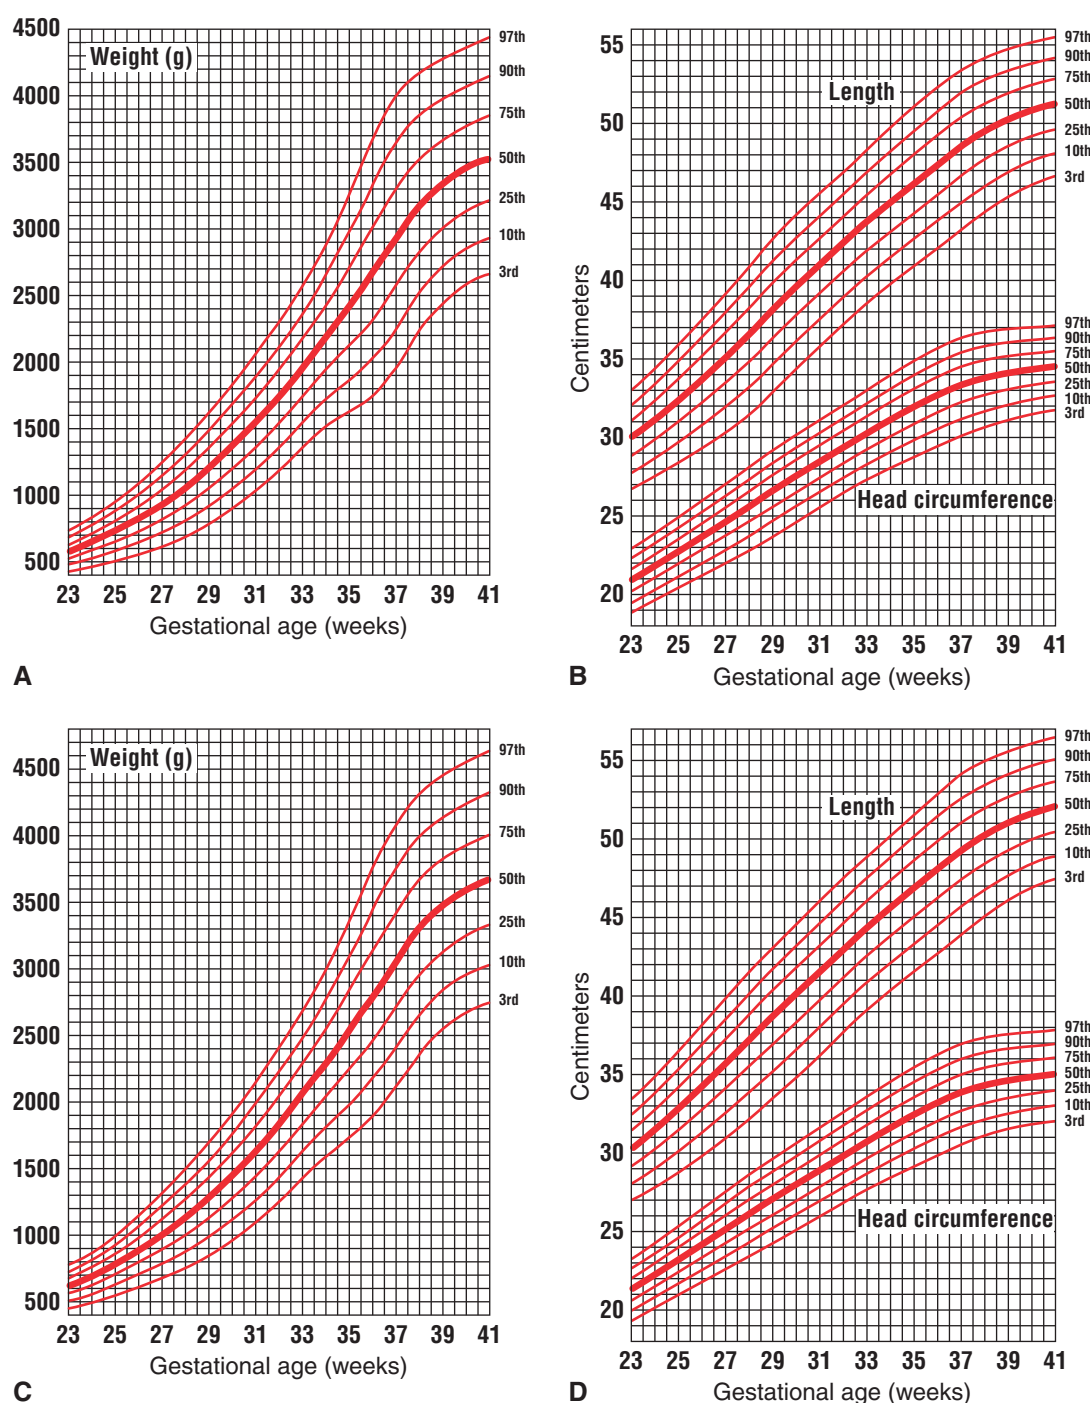 4500
4000
3500
3000
2500
2000
1500
1000
500
Weight (g)
97th
90th
75th
50th
25th
10th
3rd
23 25 27 29 31 33 35 37 39 41
Gestational age (weeks)
A
55
50
45
40
35
30
25
20
Centimeters
Length
97th
90th
75th
50th
25th
10th
3rd
97th
90th
75th
50th
25th
10th
3rd
Head circumference
23 25 27 29 31 33 35 37 39 41
Gestational age (weeks)
B
4500
4000
3500
3000
2500
2000
1500
1000
500
Weight (g)
97th
90th
75th
50th
25th
10th
3rd
23 25 27 29 31 33 35 37 39 41
Gestational age (weeks)
C
55
50
45
40
35
30
25
20
Centimeters
Length
97th
90th
75th
50th
25th
10th
3rd
97th
90th
75th
50th
25th
10th
3rd
Head circumference
23 25 27 29 31 33 35 37 39 41
Gestational age (weeks)
D